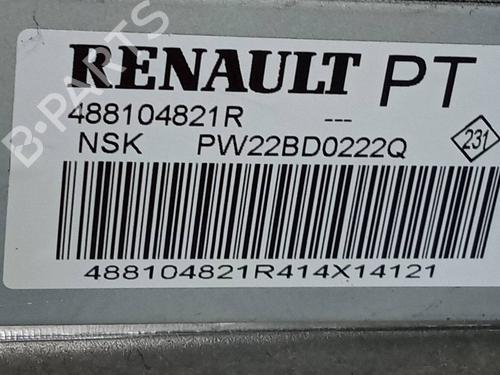 RENAULT PT
488104821R ---
NSK PW22BD0222Q 231
488104821R414X14121
B-PARTS